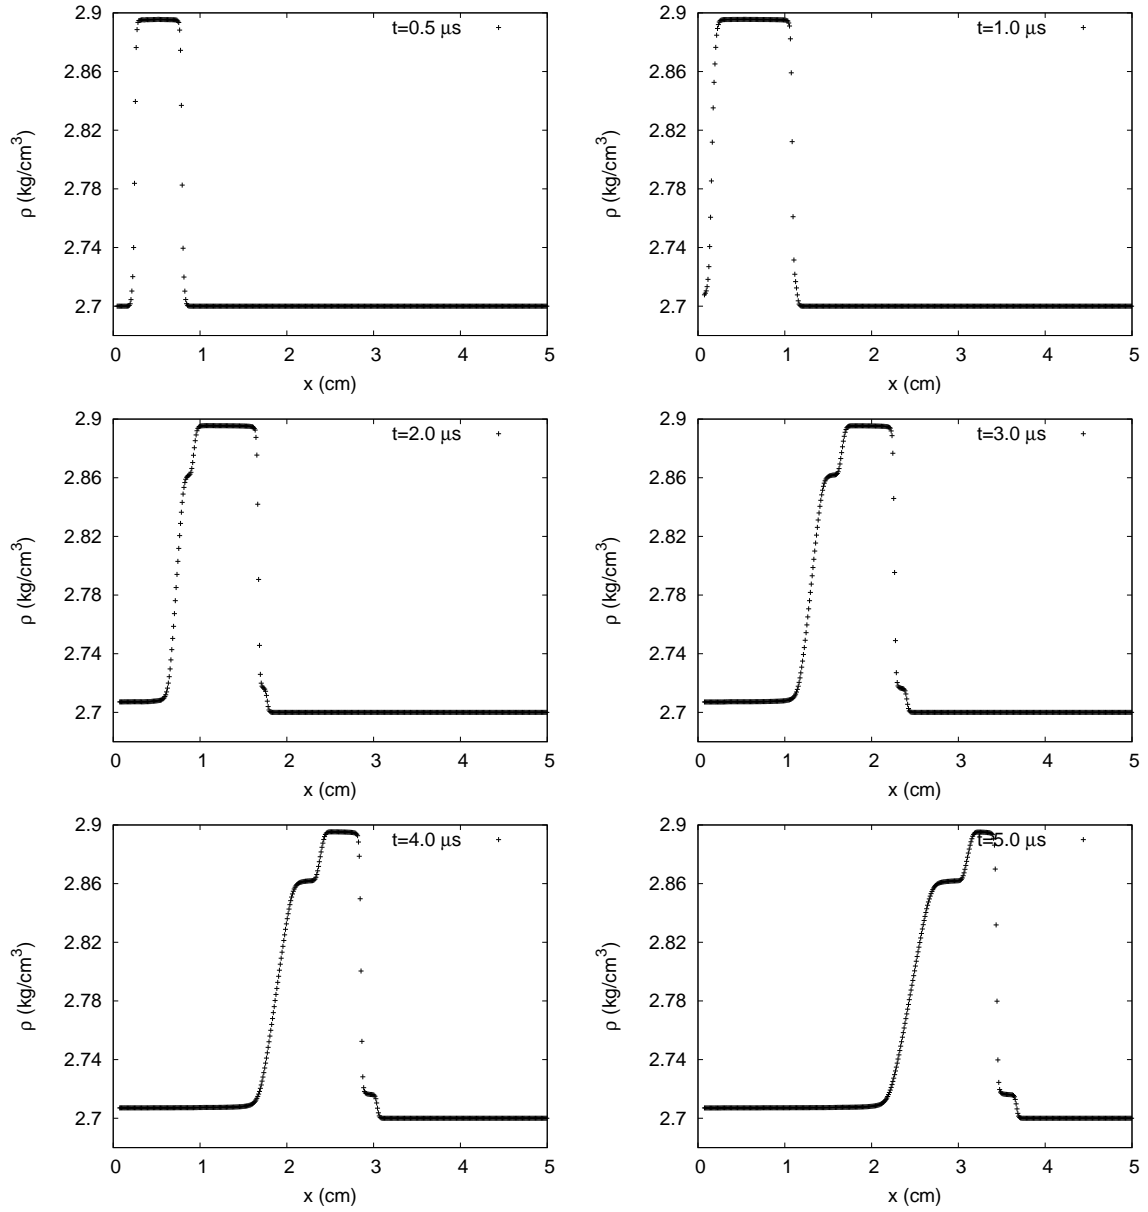 2.9
2.86
2.82
2.78
2.74
2.7
ρ (kg/cm³)
t=0.5 μs
0 1 2 3 4 5
x (cm)
2.9
2.86
2.82
2.78
2.74
2.7
ρ (kg/cm³)
t=1.0 μs
0 1 2 3 4 5
x (cm)
2.9
2.86
2.82
2.78
2.74
2.7
ρ (kg/cm³)
t=2.0 μs
0 1 2 3 4 5
x (cm)
2.9
2.86
2.82
2.78
2.74
2.7
ρ (kg/cm³)
t=3.0 μs
0 1 2 3 4 5
x (cm)
2.9
2.86
2.82
2.78
2.74
2.7
ρ (kg/cm³)
t=4.0 μs
0 1 2 3 4 5
x (cm)
2.9
2.86
2.82
2.78
2.74
2.7
ρ (kg/cm³)
t=5.0 μs
0 1 2 3 4 5
x (cm)